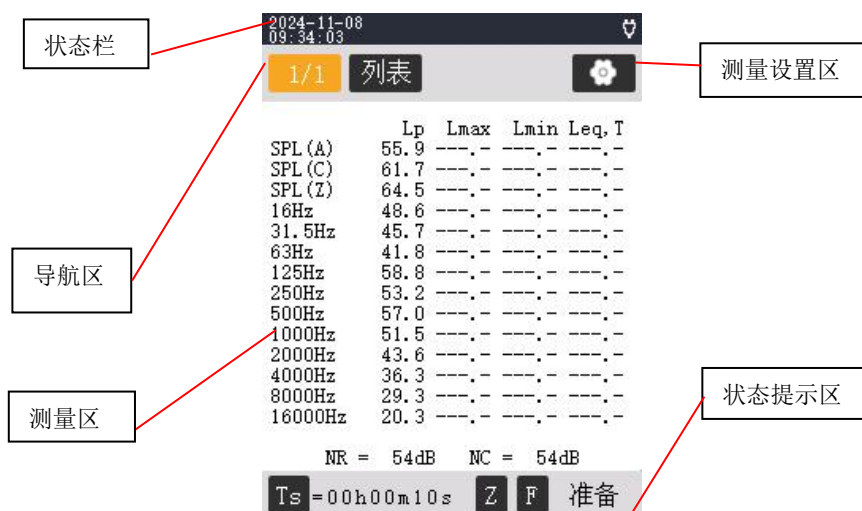 状态栏
2024-11-08
09:34:03
测量设置区
1/1 列表
Lp Lmax Lmin Leq,T
SPL(A) 55.9 ---.- ---.- ---.-
SPL(C) 61.7 ---.- ---.- ---.-
SPL(Z) 64.5 ---.- ---.- ---.-
16Hz 48.6 ---.- ---.- ---.-
31.5Hz 45.7 ---.- ---.- ---.-
63Hz 41.8 ---.- ---.- ---.-
125Hz 58.8 ---.- ---.- ---.-
250Hz 53.2 ---.- ---.- ---.-
500Hz 57.0 ---.- ---.- ---.-
1000Hz 51.5 ---.- ---.- ---.-
2000Hz 43.6 ---.- ---.- ---.-
4000Hz 36.3 ---.- ---.- ---.-
8000Hz 29.3 ---.- ---.- ---.-
16000Hz 20.3 ---.- ---.- ---.-
导航区
测量区
状态提示区
NR = 54dB NC = 54dB
Ts =00h00m10s Z F 准备